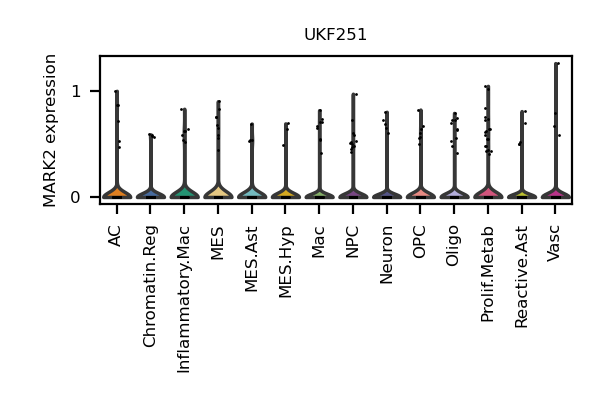 UKF251
MARK2 expression
1
0
AC
Chromatin.Reg
Inflammatory.Mac
MES
MES.Ast
MES.Hyp
Mac
NPC
Neuron
OPC
Oligo
Prolif.Metab
Reactive.Ast
Vasc